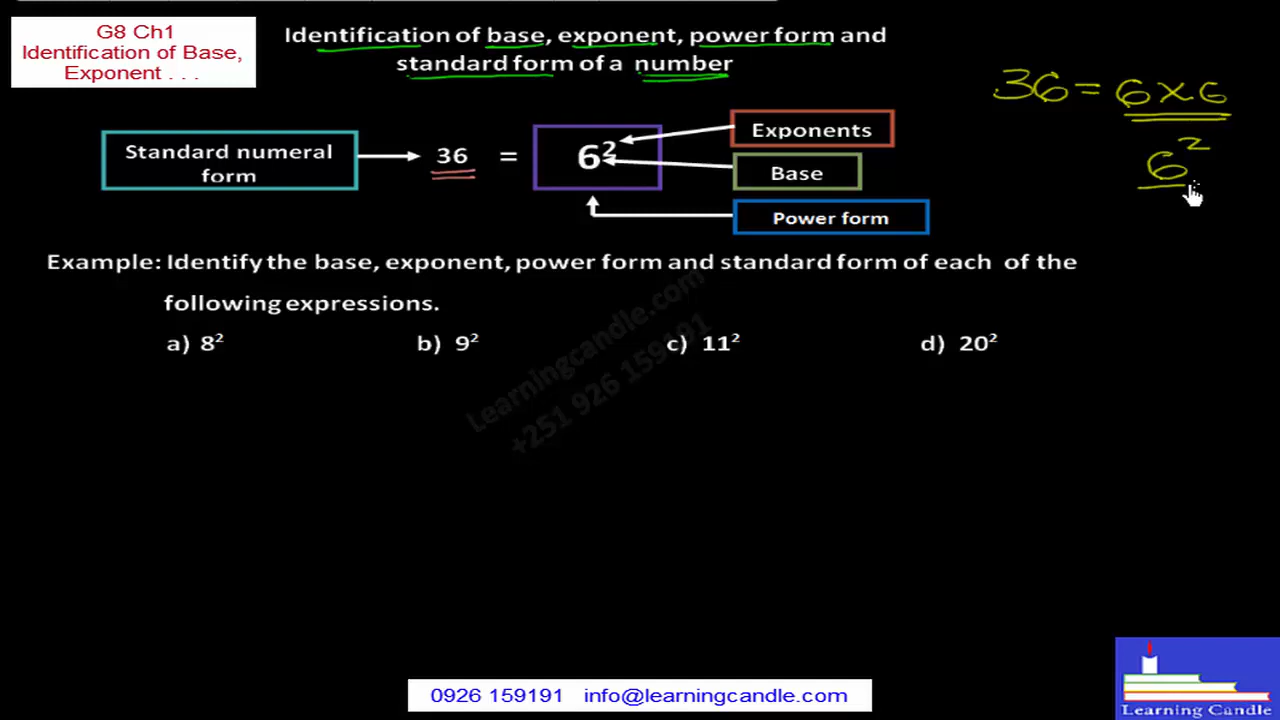 G8 Ch1
Identification of Base,
Exponent . . .
Identification of base, exponent, power form and
standard form of a number
36 = 6 × 6
6²
Standard numeral
form
36 = 6²
Exponents
Base
Power form
Example: Identify the base, exponent, power form and standard form of each of the
following expressions.
a) 8² b) 9² c) 11² d) 20²
Learningcandle.com
+251 926 159191
0926 159191 info@learningcandle.com
Learning Candle